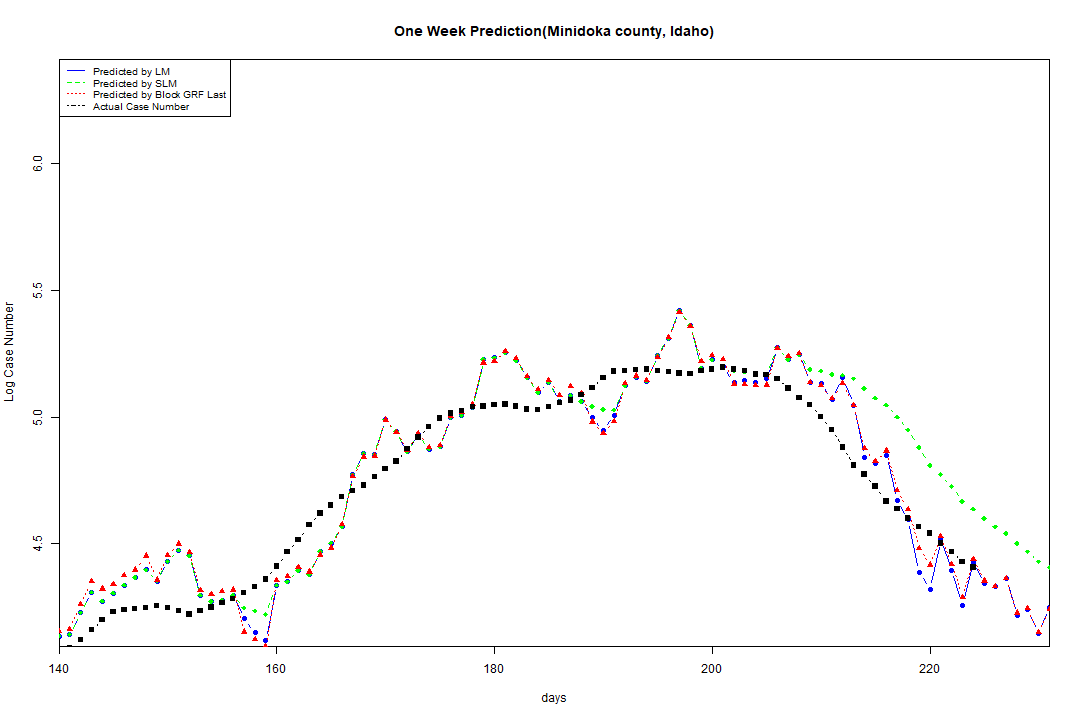 One Week Prediction(Minidoka county, Idaho)
Predicted by LM
Predicted by SLM
Predicted by Block GRF Last
Actual Case Number
Log Case Number
6.0
5.5
5.0
4.5
140 160 180 200 220
days